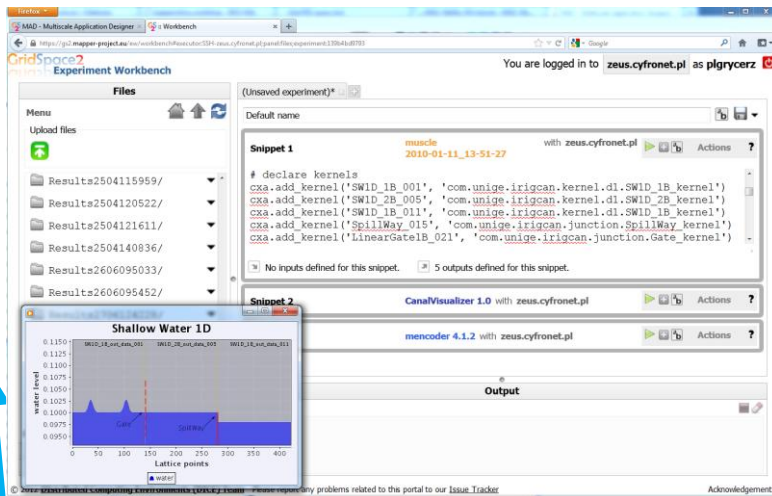 Firefox
MAD - Multiscale Application Designer
Workbench
https://gs2.mapper-project.eu/ew/workbench#executor:SSH-zeus.cyfronet.pl;panel:files;experiment:
Google
GridSpace2
Experiment Workbench
You are logged in to zeus.cyfronet.pl as plgrycerz
Files
(Unsaved experiment)*
Menu
Default name
Upload files
Snippet 1
muscle
2010-01-11_13-51-27
with zeus.cyfronet.pl
Actions ?
# declare kernels
cxa.add_kernel('SW1D_1B_001', 'com.unige.irigcan.kernel.d1.SW1D_1B_kernel')
cxa.add_kernel('SW1D_2B_005', 'com.unige.irigcan.kernel.d1.SW1D_2B_kernel')
cxa.add_kernel('SW1D_1B_011', 'com.unige.irigcan.kernel.d1.SW1D_1B_kernel')
cxa.add_kernel('SpillWay_015', 'com.unige.irigcan.junction.SpillWay_kernel')
cxa.add_kernel('LinearGate1B_021', 'com.unige.irigcan.junction.Gate_kernel')
No inputs defined for this snippet.
5 outputs defined for this snippet.
Results2504115959/
Results2504120522/
Results2504121611/
Results2504140836/
Results2606095033/
Results2606095452/
Snippet 2
CanalVisualizer 1.0 with zeus.cyfronet.pl
Actions ?
mencoder 4.1.2 with zeus.cyfronet.pl
Actions ?
Output
Shallow Water 1D
SW1D_1B_out_data_001
SW1D_2B_out_data_005
SW1D_1B_out_data_011
water level
0.1150
0.1125
0.1100
0.1075
0.1050
0.1025
0.1000
0.0975
0.0950
Gate
SpillWay
0 50 100 150 200 250 300 350 400
Lattice points
water
© 2012 Distributed Computing Environments (DICE) Team
Please report any problems related to this portal to our Issue Tracker
Acknowledgement